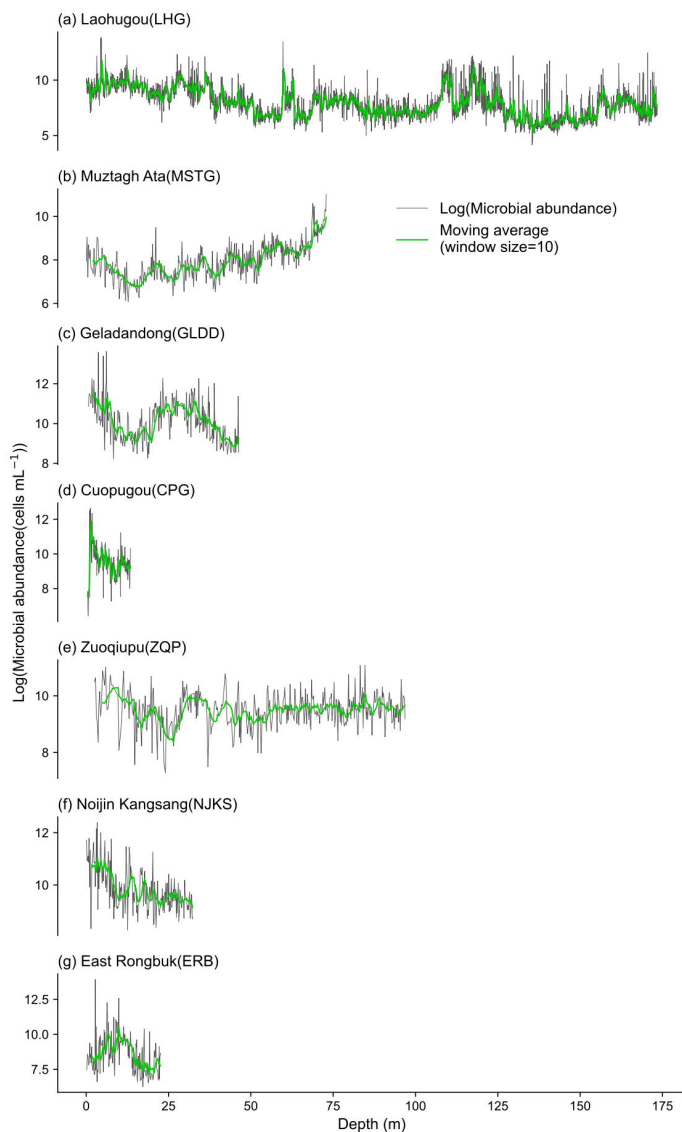 (a) Laohugou(LHG)
10
5
(b) Muztagh Ata(MSTG)
10
8
6
Log(Microbial abundance)
Moving average
(window size=10)
(c) Geladandong(GLDD)
12
10
8
(d) Cuopugou(CPG)
12
10
8
Log(Microbial abundance(cells mL⁻¹))
(e) Zuoqiupu(ZQP)
10
8
(f) Noijin Kangsang(NJKS)
12
10
(g) East Rongbuk(ERB)
12.5
10.0
7.5
0 25 50 75 100 125 150 175
Depth (m)